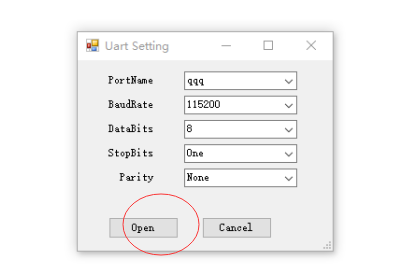 Uart Setting
PortName qqq
BaudRate 115200
DataBits 8
StopBits One
Parity None
Open Cancel